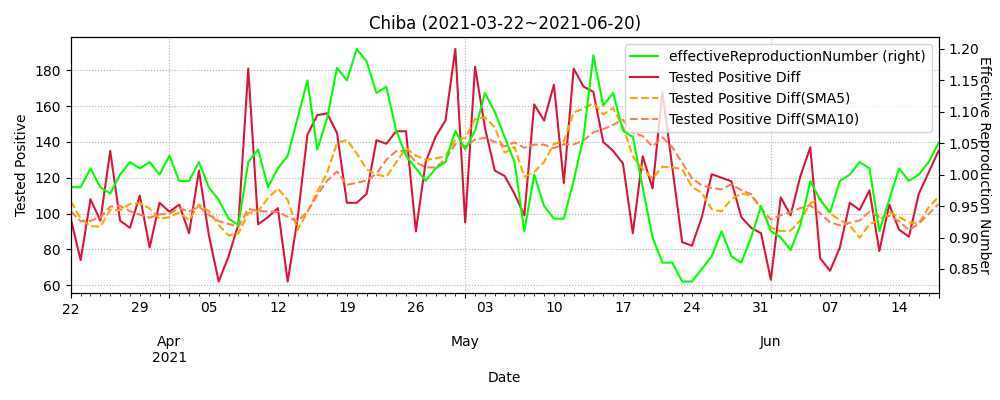 Chiba (2021-03-22~2021-06-20)
effectiveReproductionNumber (right)
Tested Positive Diff
Tested Positive Diff(SMA5)
Tested Positive Diff(SMA10)
Tested Positive
180
160
140
120
100
80
60
Effective Reproduction Number
1.20
1.15
1.10
1.05
1.00
0.95
0.90
0.85
22 29 05 12 19 26 03 10 17 24 31 07 14
Apr May Jun
2021
Date